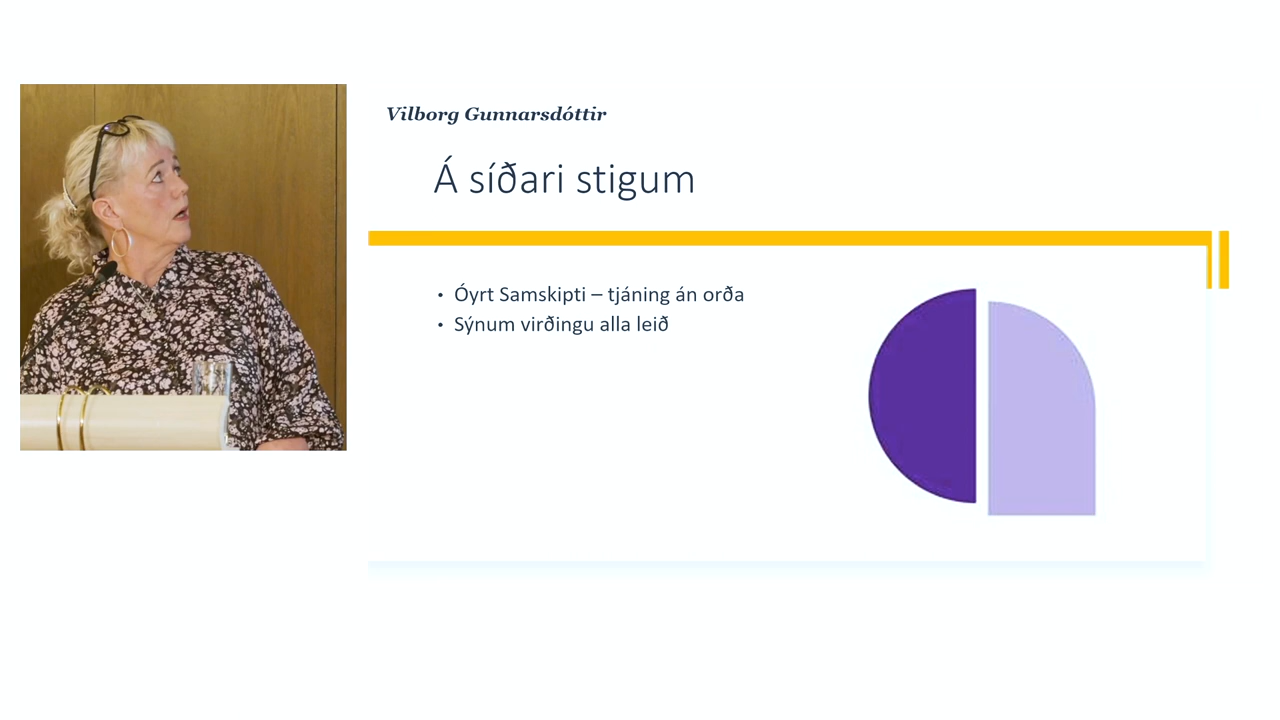 Vilborg Gunnarsdóttir
Á síðari stigum
• Óyrt Samskipti – tjáning án orða
• Sýnum virðingu alla leið